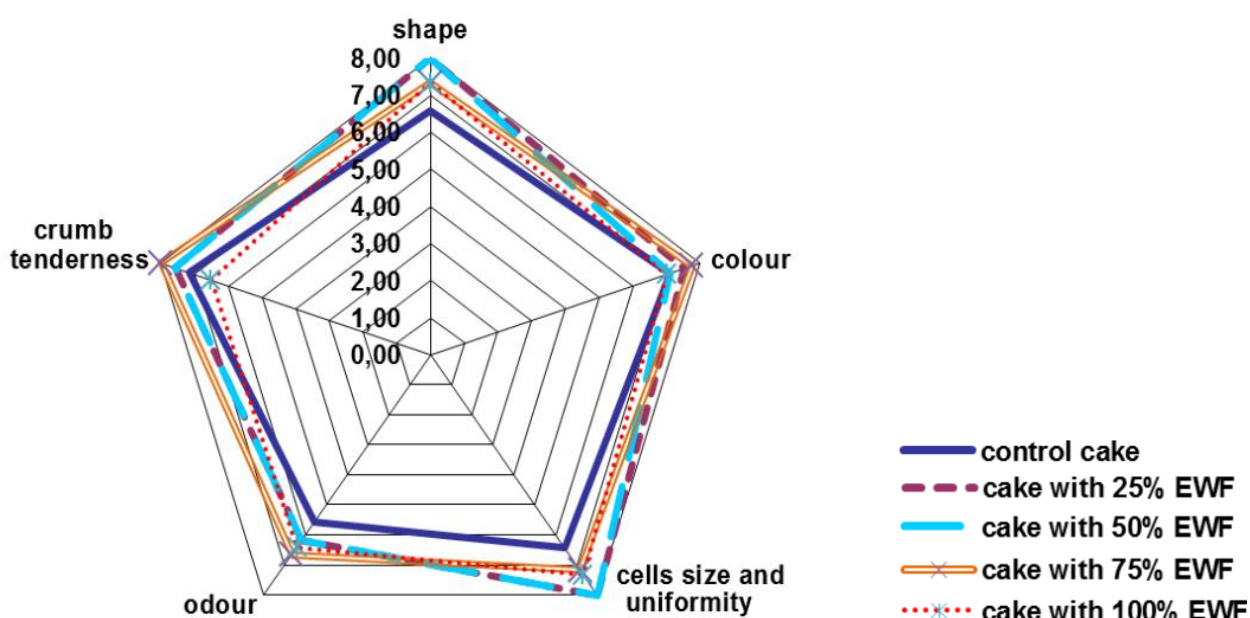 shape
8,00
7,00
6,00
5,00
4,00
3,00
2,00
1,00
0,00
crumb
tenderness
colour
odour
cells size and
uniformity
control cake
cake with 25% EWF
cake with 50% EWF
cake with 75% EWF
cake with 100% EWF